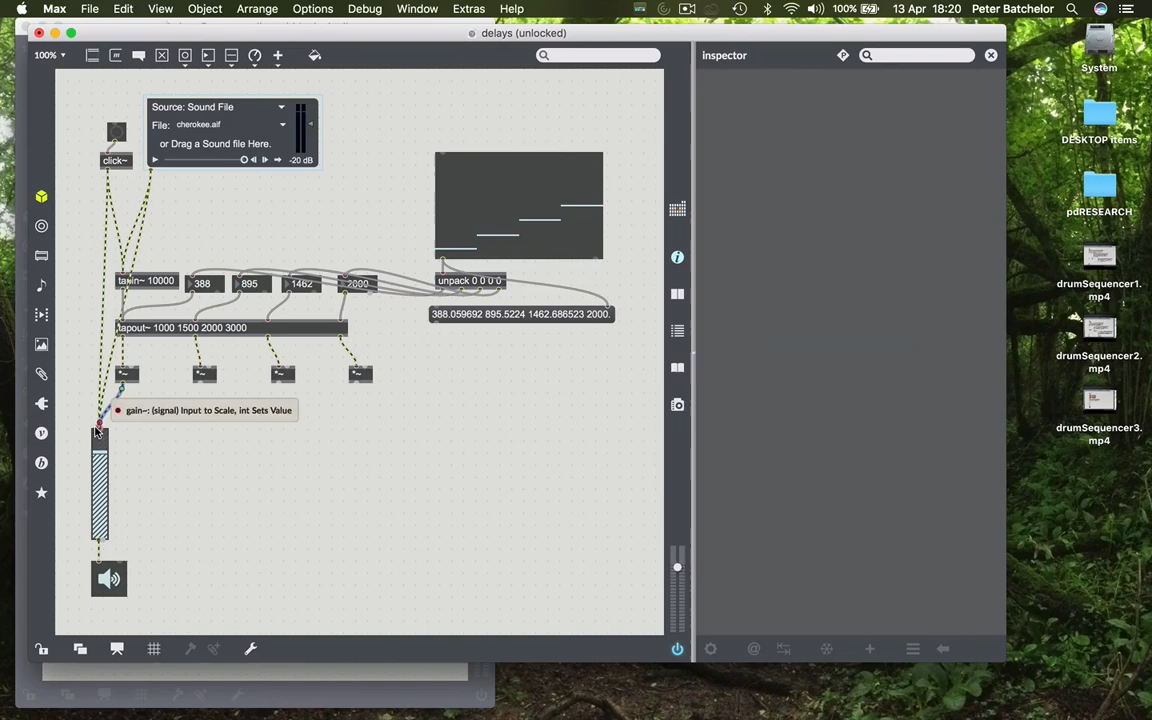 Max File Edit View Object Arrange Options Debug Window Extras Help 100% 13 Apr 18:20 Peter Batchelor
delays (unlocked)
100%
inspector
System
DESKTOP items
pdRESEARCH
drumSequencer1.
mp4
drumSequencer2.
mp4
drumSequencer3.
mp4
Source: Sound File
File: cherokee.aif
or Drag a Sound file Here.
-20 dB
click~
tapin~ 10000
388
895
1462
2000
unpack 0 0 0 0
388.059692 895.5224 1462.686523 2000.
tapout~ 1000 1500 2000 3000
*~
*~
*~
*~
gain~: (signal) Input to Scale, int Sets Value